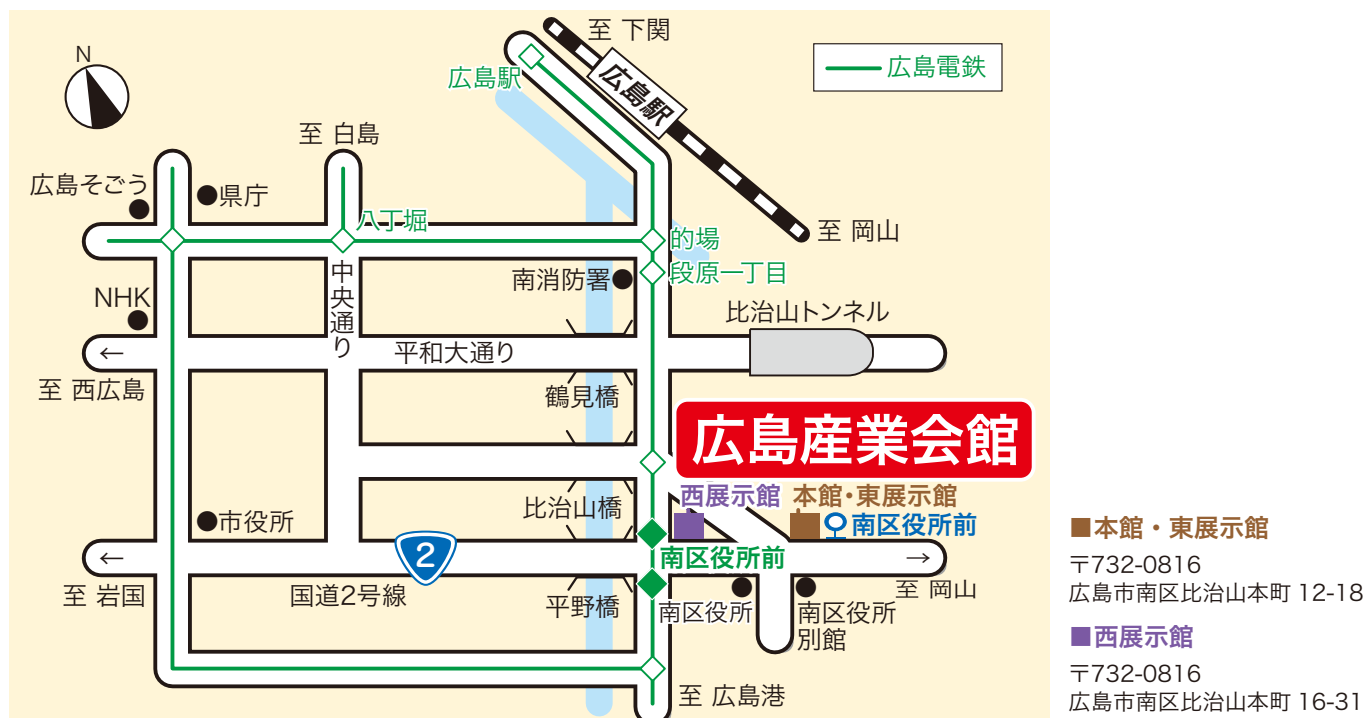 至 下関
N
広島駅
広島駅
広島電鉄
至 白島
広島そごう
●県庁
八丁堀
的場
至 岡山
段原一丁目
南消防署●
中央通り
NHK
比治山トンネル
←
平和大通り
至 西広島
鶴見橋
広島産業会館
西展示館
本館・東展示館
比治山橋
●市役所
南区役所前
■本館・東展示館
←
2
南区役所前
→
〒732-0816
至 岩国
国道2号線
平野橋
南区役所
南区役所
別館
至 岡山
広島市南区比治山本町 12-18
■西展示館
〒732-0816
至 広島港
広島市南区比治山本町 16-31